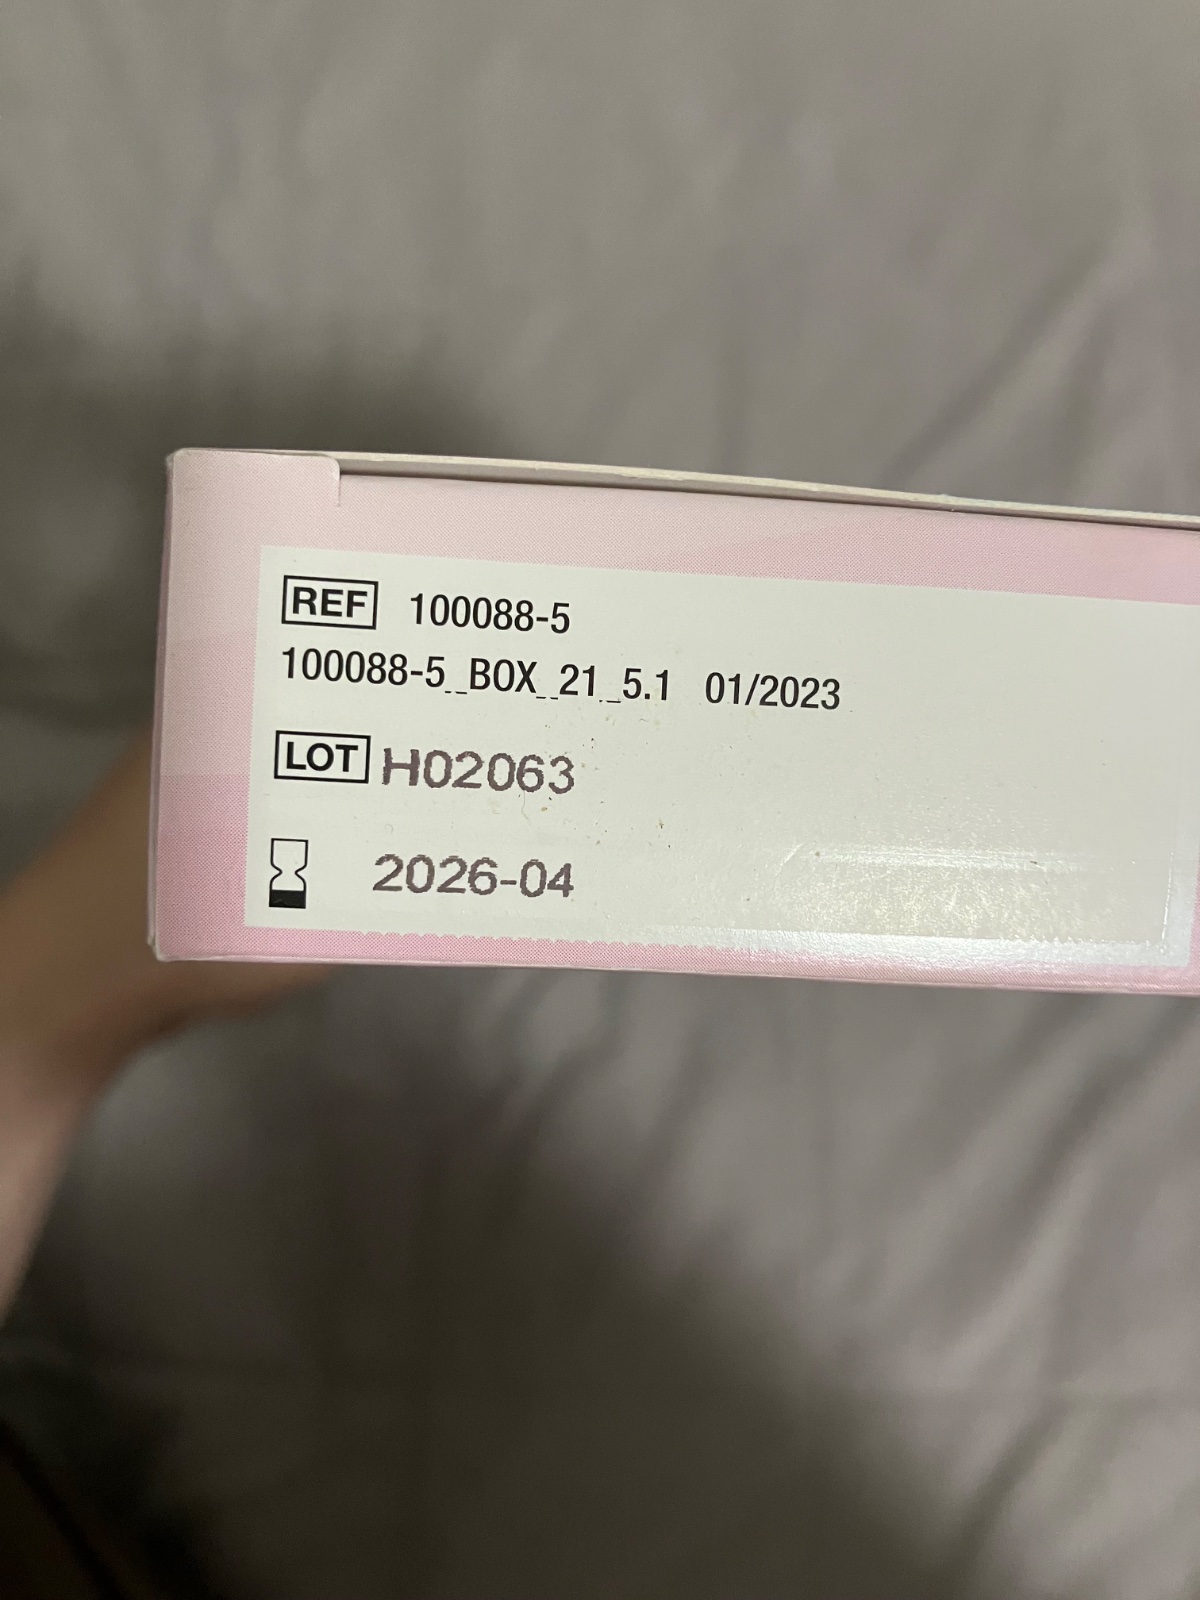 REF 100088-5
100088-5_BOX_21_5.1 01/2023
LOT H02063
2026-04